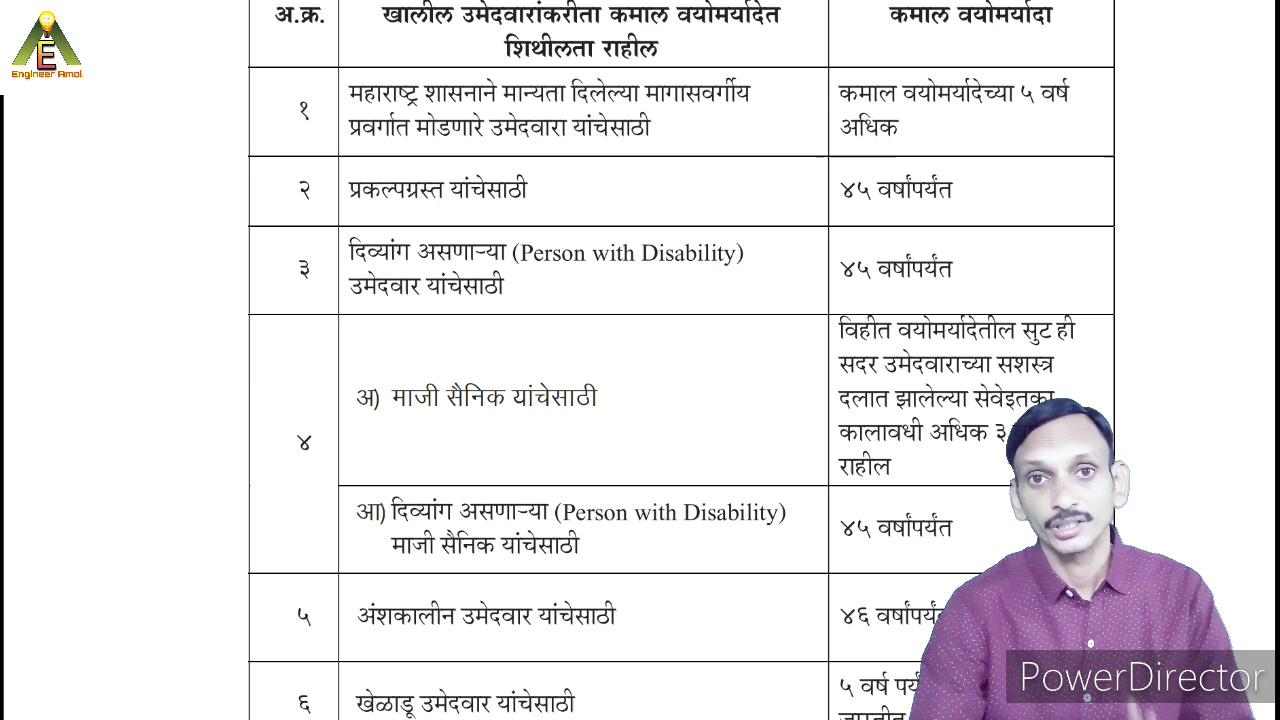 Engineer Amol
अ.क्र.
खालील उमेदवारांकरीता कमाल वयोमर्यादेत
शिथीलता राहील
कमाल वयोमर्यादा
१
महाराष्ट्र शासनाने मान्यता दिलेल्या मागासवर्गीय
प्रवर्गात मोडणारे उमेदवारा यांचेसाठी
कमाल वयोमर्यादेच्या ५ वर्ष
अधिक
२
प्रकल्पग्रस्त यांचेसाठी
४५ वर्षांपर्यंत
३
दिव्यांग असणाऱ्या (Person with Disability)
उमेदवार यांचेसाठी
४५ वर्षांपर्यंत
४
अ) माजी सैनिक यांचेसाठी
विहीत वयोमर्यादेतील सुट ही
सदर उमेदवाराच्या सशस्त्र
दलात झालेल्या सेवेइतका
कालावधी अधिक ३
राहील
आ) दिव्यांग असणाऱ्या (Person with Disability)
माजी सैनिक यांचेसाठी
४५ वर्षांपर्यंत
५
अंशकालीन उमेदवार यांचेसाठी
४६ वर्षांपर्यंत
६
खेळाडू उमेदवार यांचेसाठी
५ वर्ष
PowerDirector